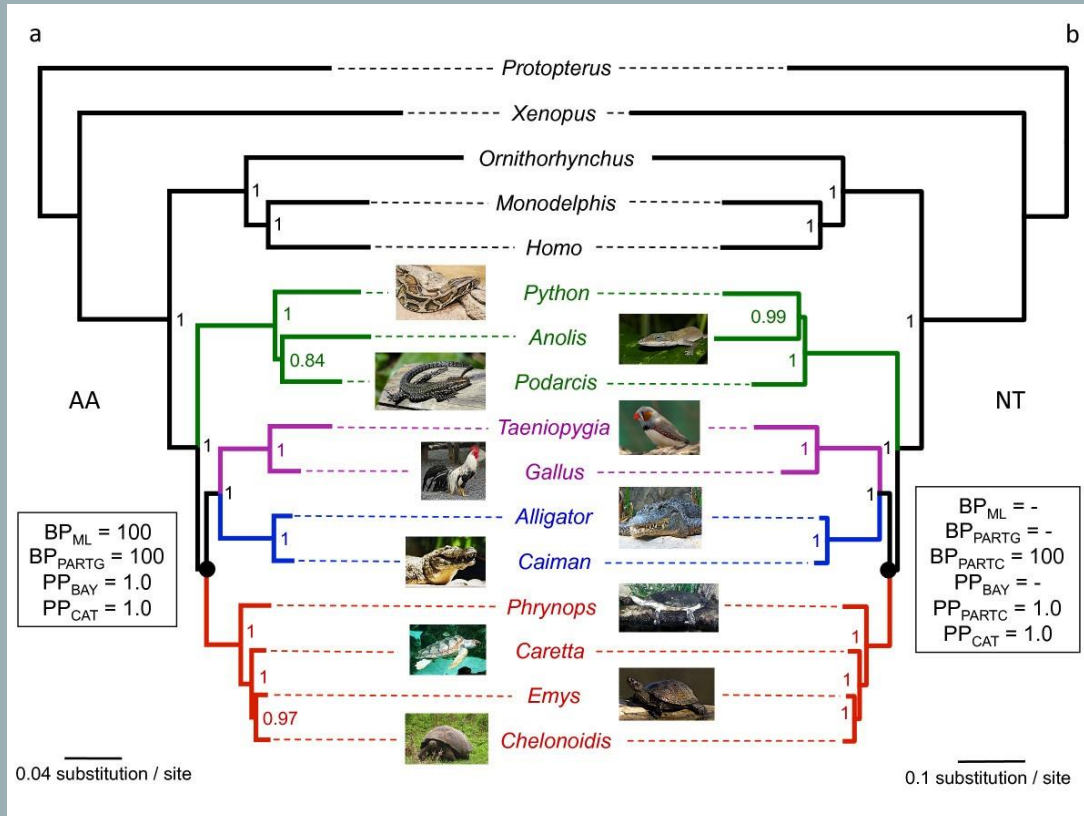 a
b
Protopterus
Xenopus
Ornithorhynchus
1
1
Monodelphis
1
1
Homo
Python
1
0.99
1
1
Anolis
0.84
1
Podarcis
AA
NT
Taeniopygia
1
1
1
1
Gallus
1
1
Alligator
1
1
Caiman
BP_ML = 100
BP_PARTG = 100
PP_BAY = 1.0
PP_CAT = 1.0
BP_ML = -
BP_PARTG = -
BP_PARTC = 100
PP_BAY = -
PP_PARTC = 1.0
PP_CAT = 1.0
Phrynops
1
1
Caretta
1
1
Emys
0.97
1
Chelonoidis
0.04 substitution / site
0.1 substitution / site